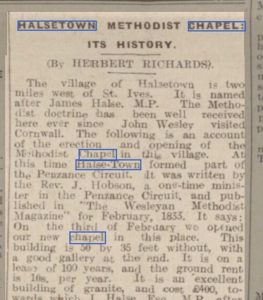 HALSETOWN METHODIST CHAPEL:
ITS HISTORY.
(By HERBERT RICHARDS).
The village of Halsetown is two
miles west of St. Ives. It is named
after James Halse, M.P. The Metho-
dist doctrine has been well received
here ever since John Wesley visited
Cornwall. The following is an account
of the erection and opening of the
Methodist Chapel in this village. At
this time Halse-Town formed part of
the Penzance Circuit. It was written by
the Rev. J. Hobson, a one-time minis-
ter in the Penzance Circuit, and pub-
lished in "The Wesleyan Methodist
Magazine" for February, 1833. It says:
On the third of February we opened
our new chapel in this place. This
building is 50 by 35 feet without, with
a good gallery at the end. It is on a
lease of 100 years, and the ground rent
is 10s. per year. It is an excellent
building of granite, and cost £400, to-
wards which J. Halse, Esq., M.P.